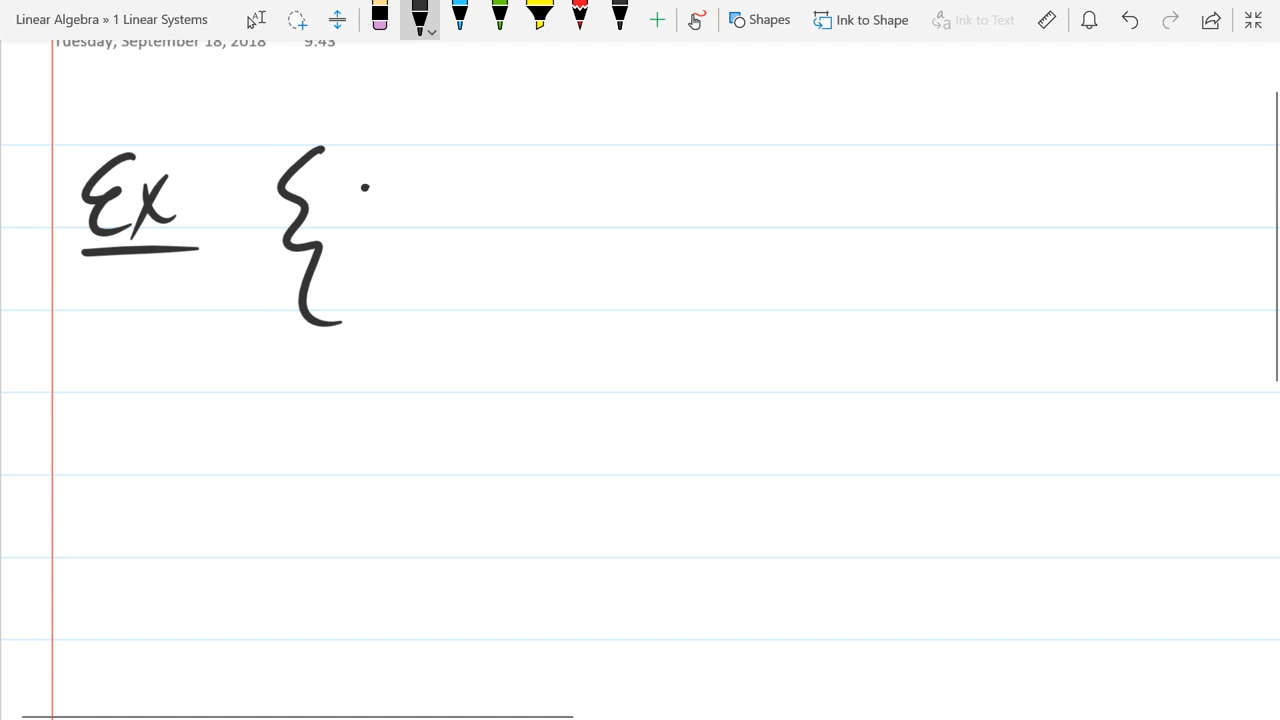 Linear Algebra » 1 Linear Systems
Shapes
Ink to Shape
Ink to Text
Tuesday, September 18, 2018 9:43
Ex {